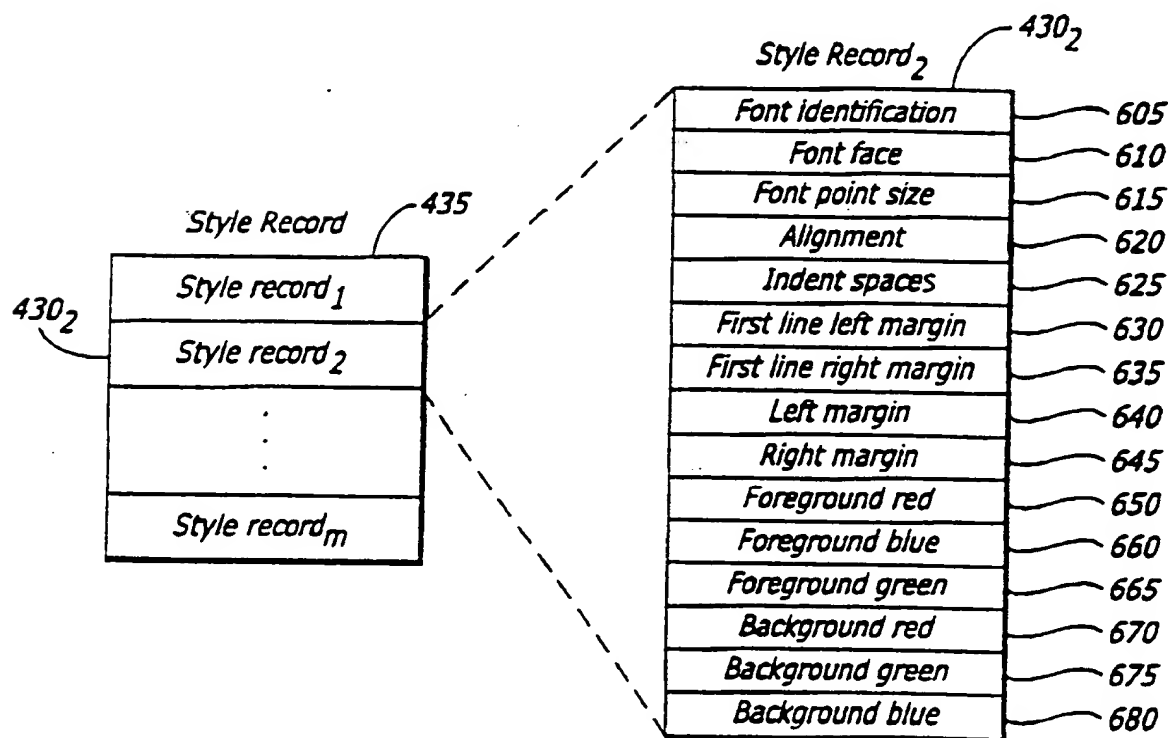 Style Record
435
430₂
Style record₁
Style record₂
Style recordₘ
Style Record₂
430₂
Font identification 605
Font face 610
Font point size 615
Alignment 620
Indent spaces 625
First line left margin 630
First line right margin 635
Left margin 640
Right margin 645
Foreground red 650
Foreground blue 660
Foreground green 665
Background red 670
Background green 675
Background blue 680